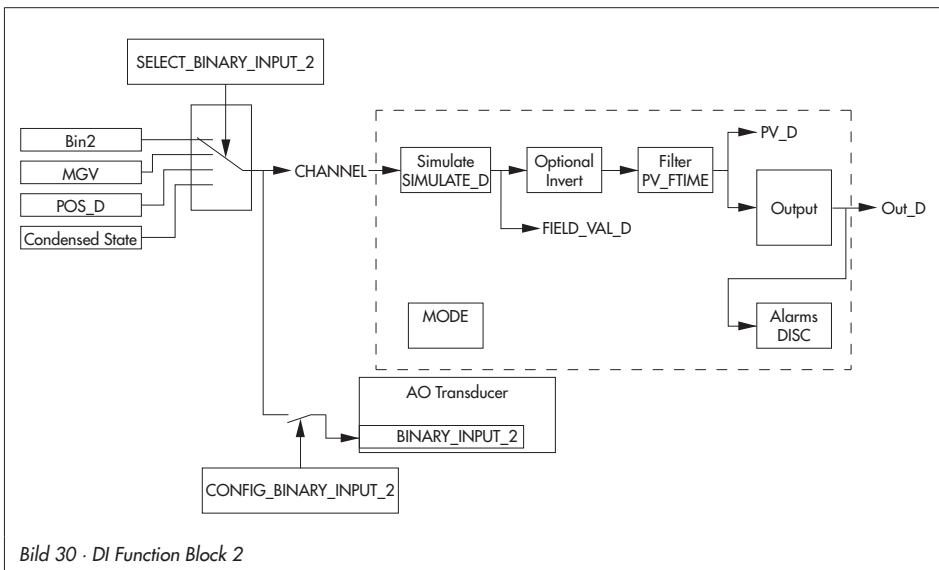 SELECT_BINARY_INPUT_2
Bin2
MGV
POS_D
Condensed State
CHANNEL
Simulate
SIMULATE_D
Optional
Invert
Filter
PV_FTIME
PV_D
Output
Out_D
FIELD_VAL_D
MODE
Alarms
DISC
AO Transducer
BINARY_INPUT_2
CONFIG_BINARY_INPUT_2
Bild 30 · DI Function Block 2